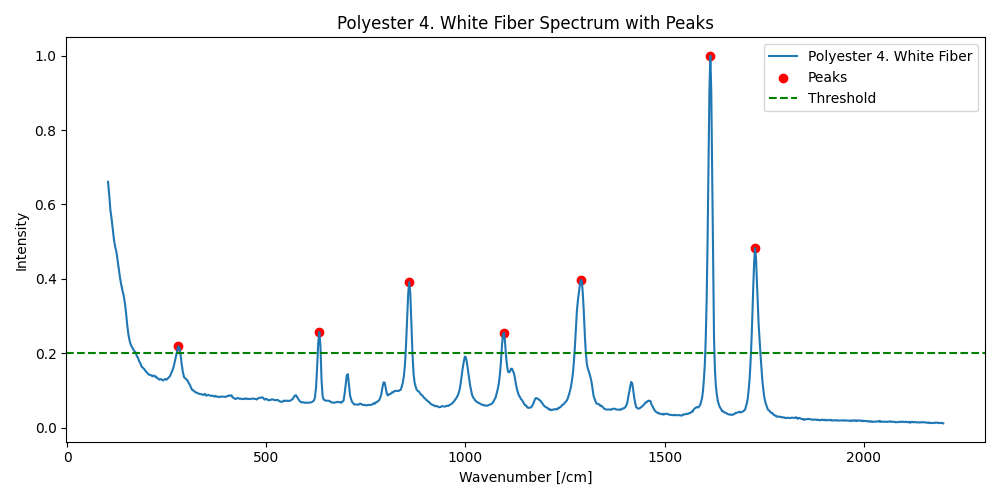 Polyester 4. White Fiber Spectrum with Peaks
Polyester 4. White Fiber
Peaks
Threshold
Intensity
1.0
0.8
0.6
0.4
0.2
0.0
0
500
1000
1500
2000
Wavenumber [/cm]